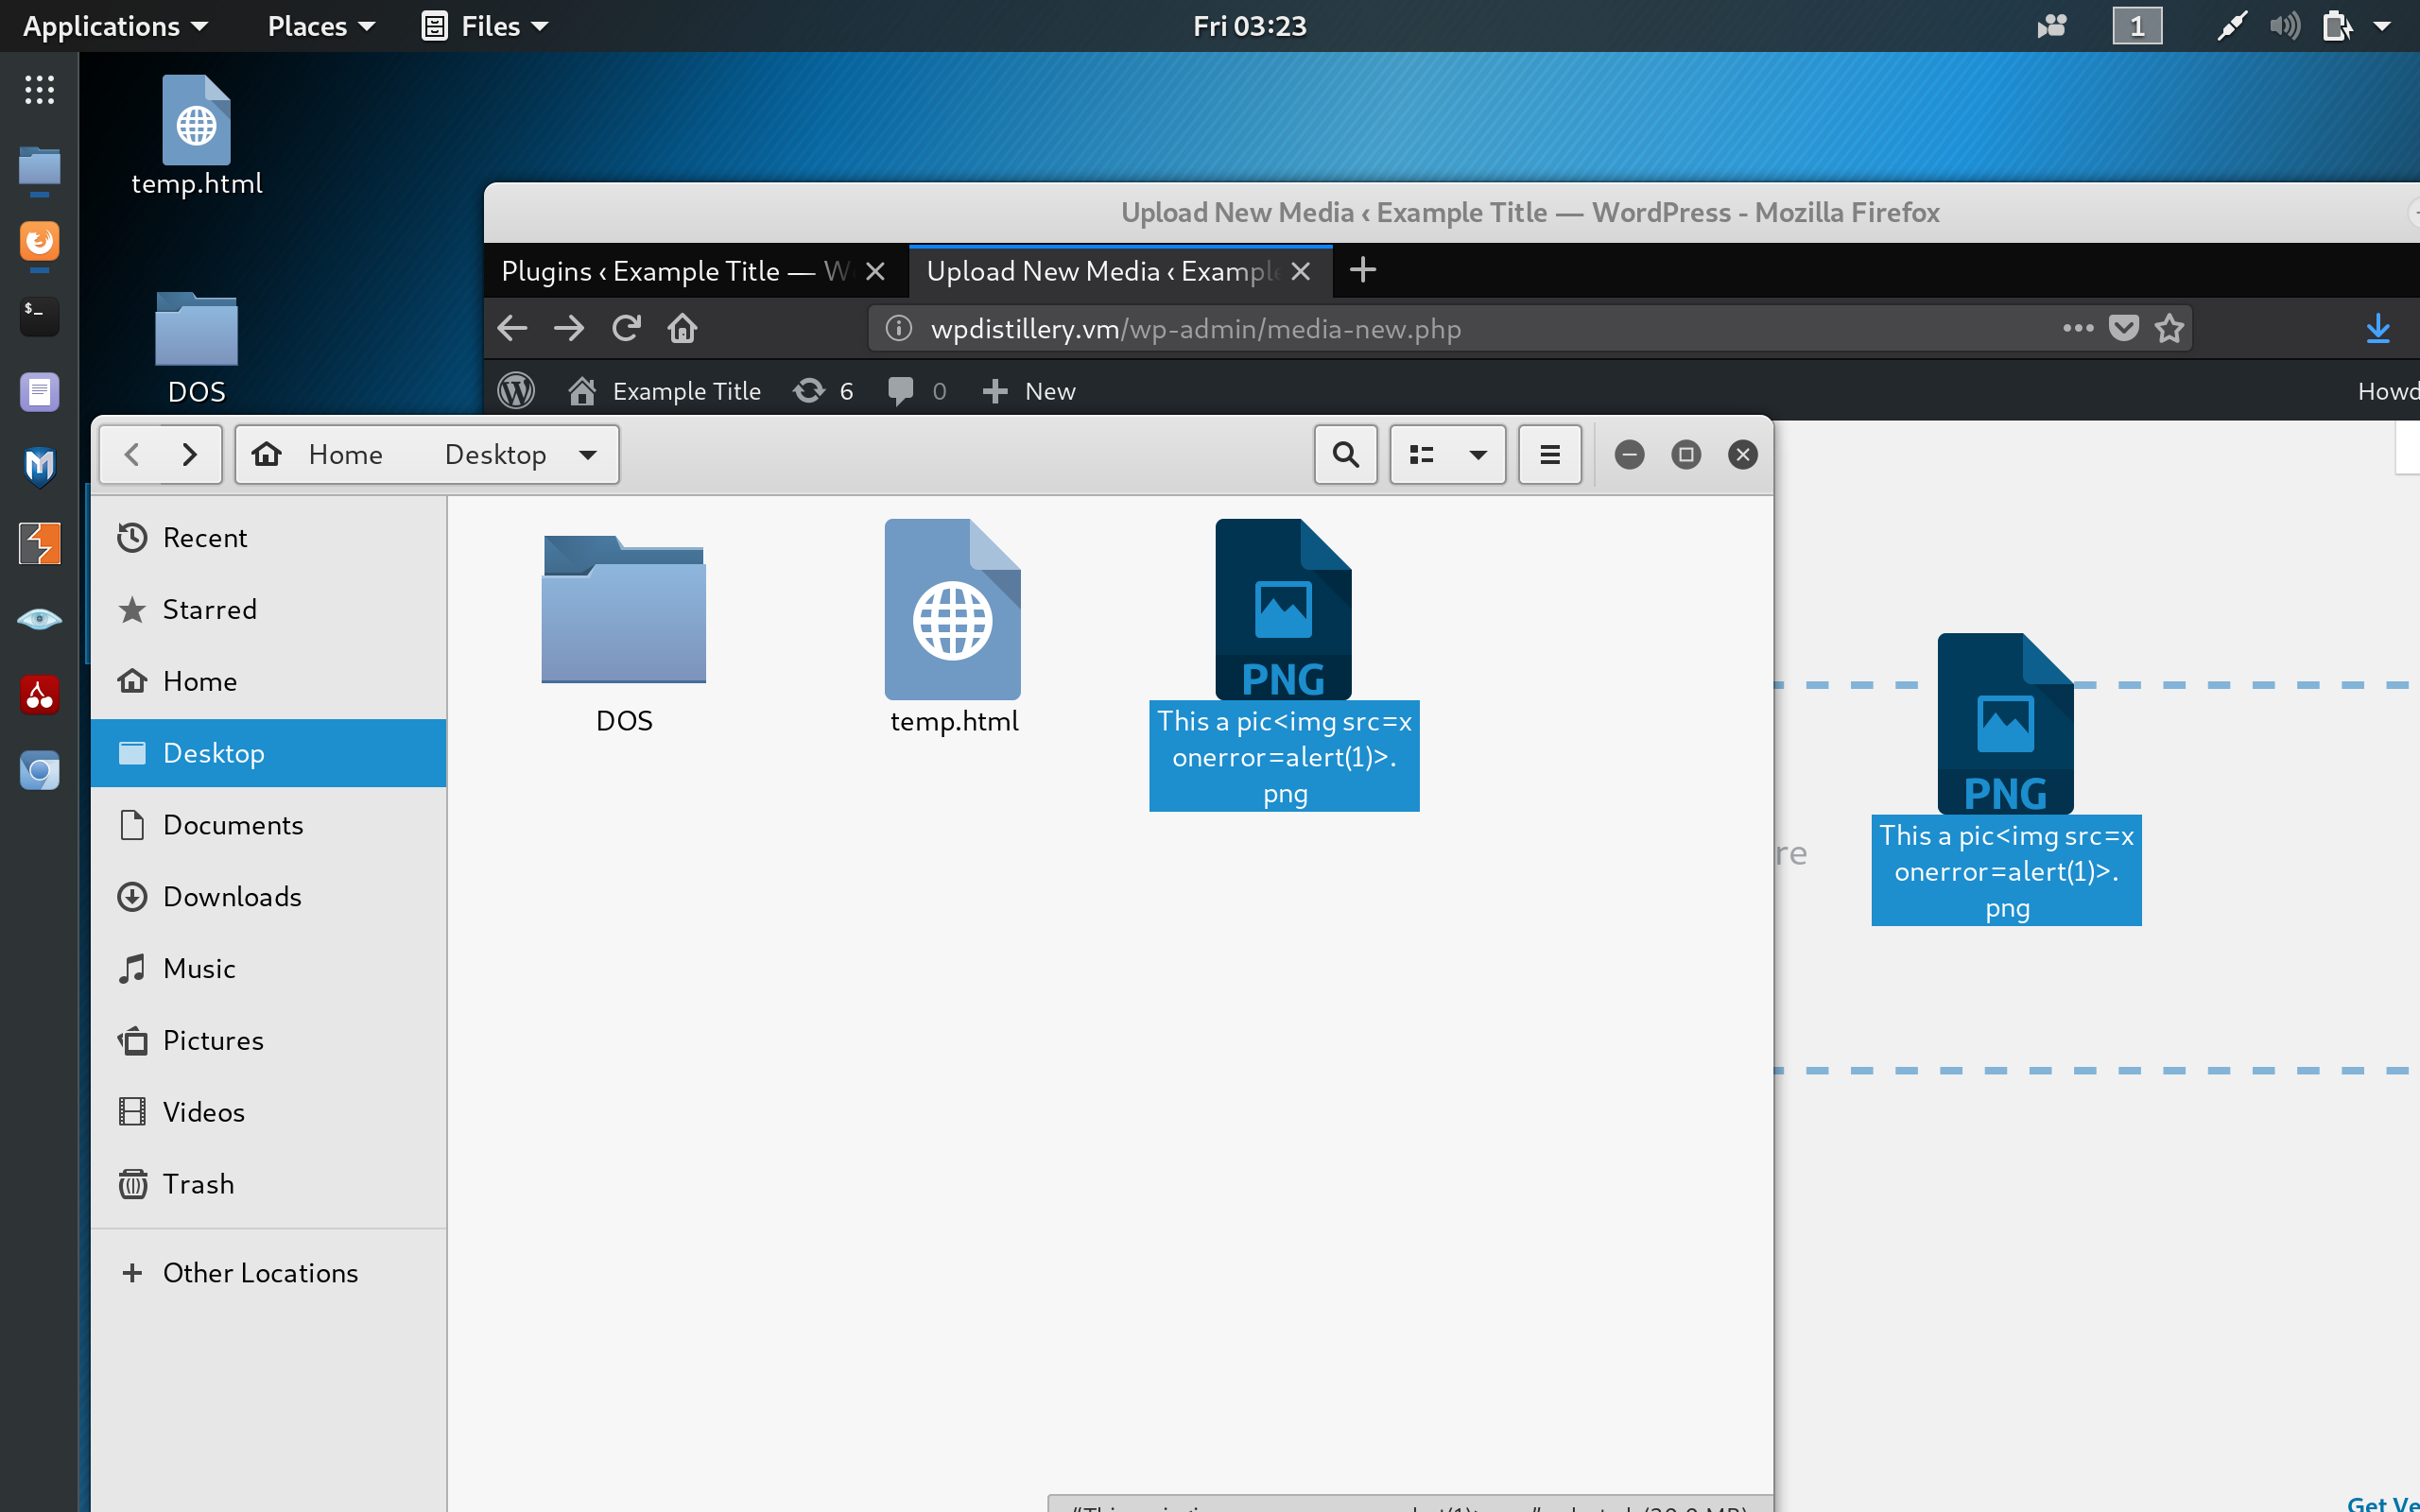 Applications Places Files Fri 03:23 1
temp.html
DOS
Upload New Media ‹ Example Title — WordPress - Mozilla Firefox
Plugins ‹ Example Title — W Upload New Media ‹ Example
wpdistillery.vm/wp-admin/media-new.php
Example Title 6 0 New Howd
Home Desktop
Recent
Starred
Home
Desktop
Documents
Downloads
Music
Pictures
Videos
Trash
Other Locations
DOS
temp.html
PNG
This a pic<img src=x
onerror=alert(1)>.
png
re
PNG
This a pic<img src=x
onerror=alert(1)>.
png
$_
Get Ve